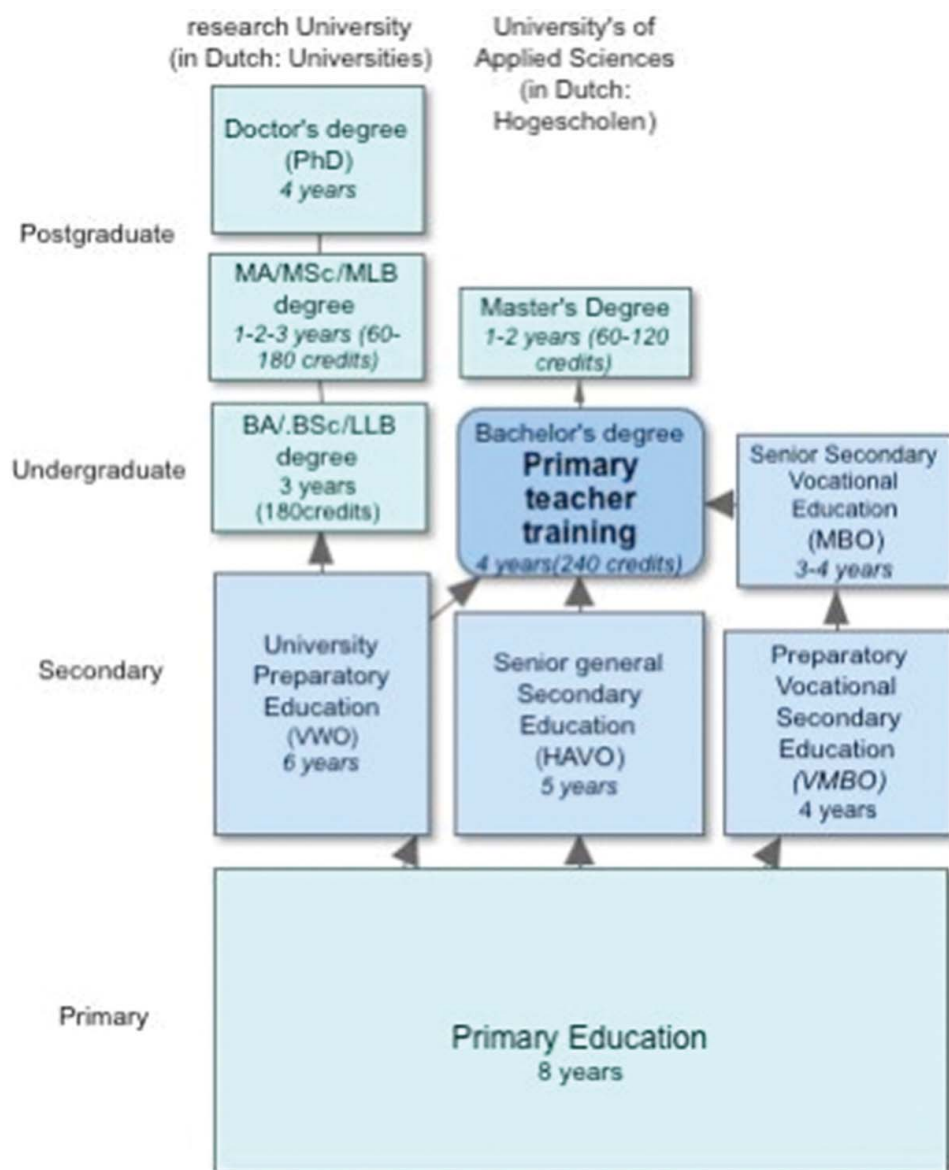 research University
(in Dutch: Universities)
University's of
Applied Sciences
(in Dutch:
Hogescholen)
Doctor's degree
(PhD)
4 years
Postgraduate
MA/MSc/MLB
degree
1-2-3 years (60-
180 credits)
Master's Degree
1-2 years (60-120
credits)
Undergraduate
BA/.BSc/LLB
degree
3 years
(180credits)
Bachelor's degree
Primary
teacher
training
4 years(240 credits)
Senior Secondary
Vocational
Education
(MBO)
3-4 years
Secondary
University
Preparatory
Education
(VWO)
6 years
Senior general
Secondary
Education
(HAVO)
5 years
Preparatory
Vocational
Secondary
Education
(VMBO)
4 years
Primary
Primary Education
8 years